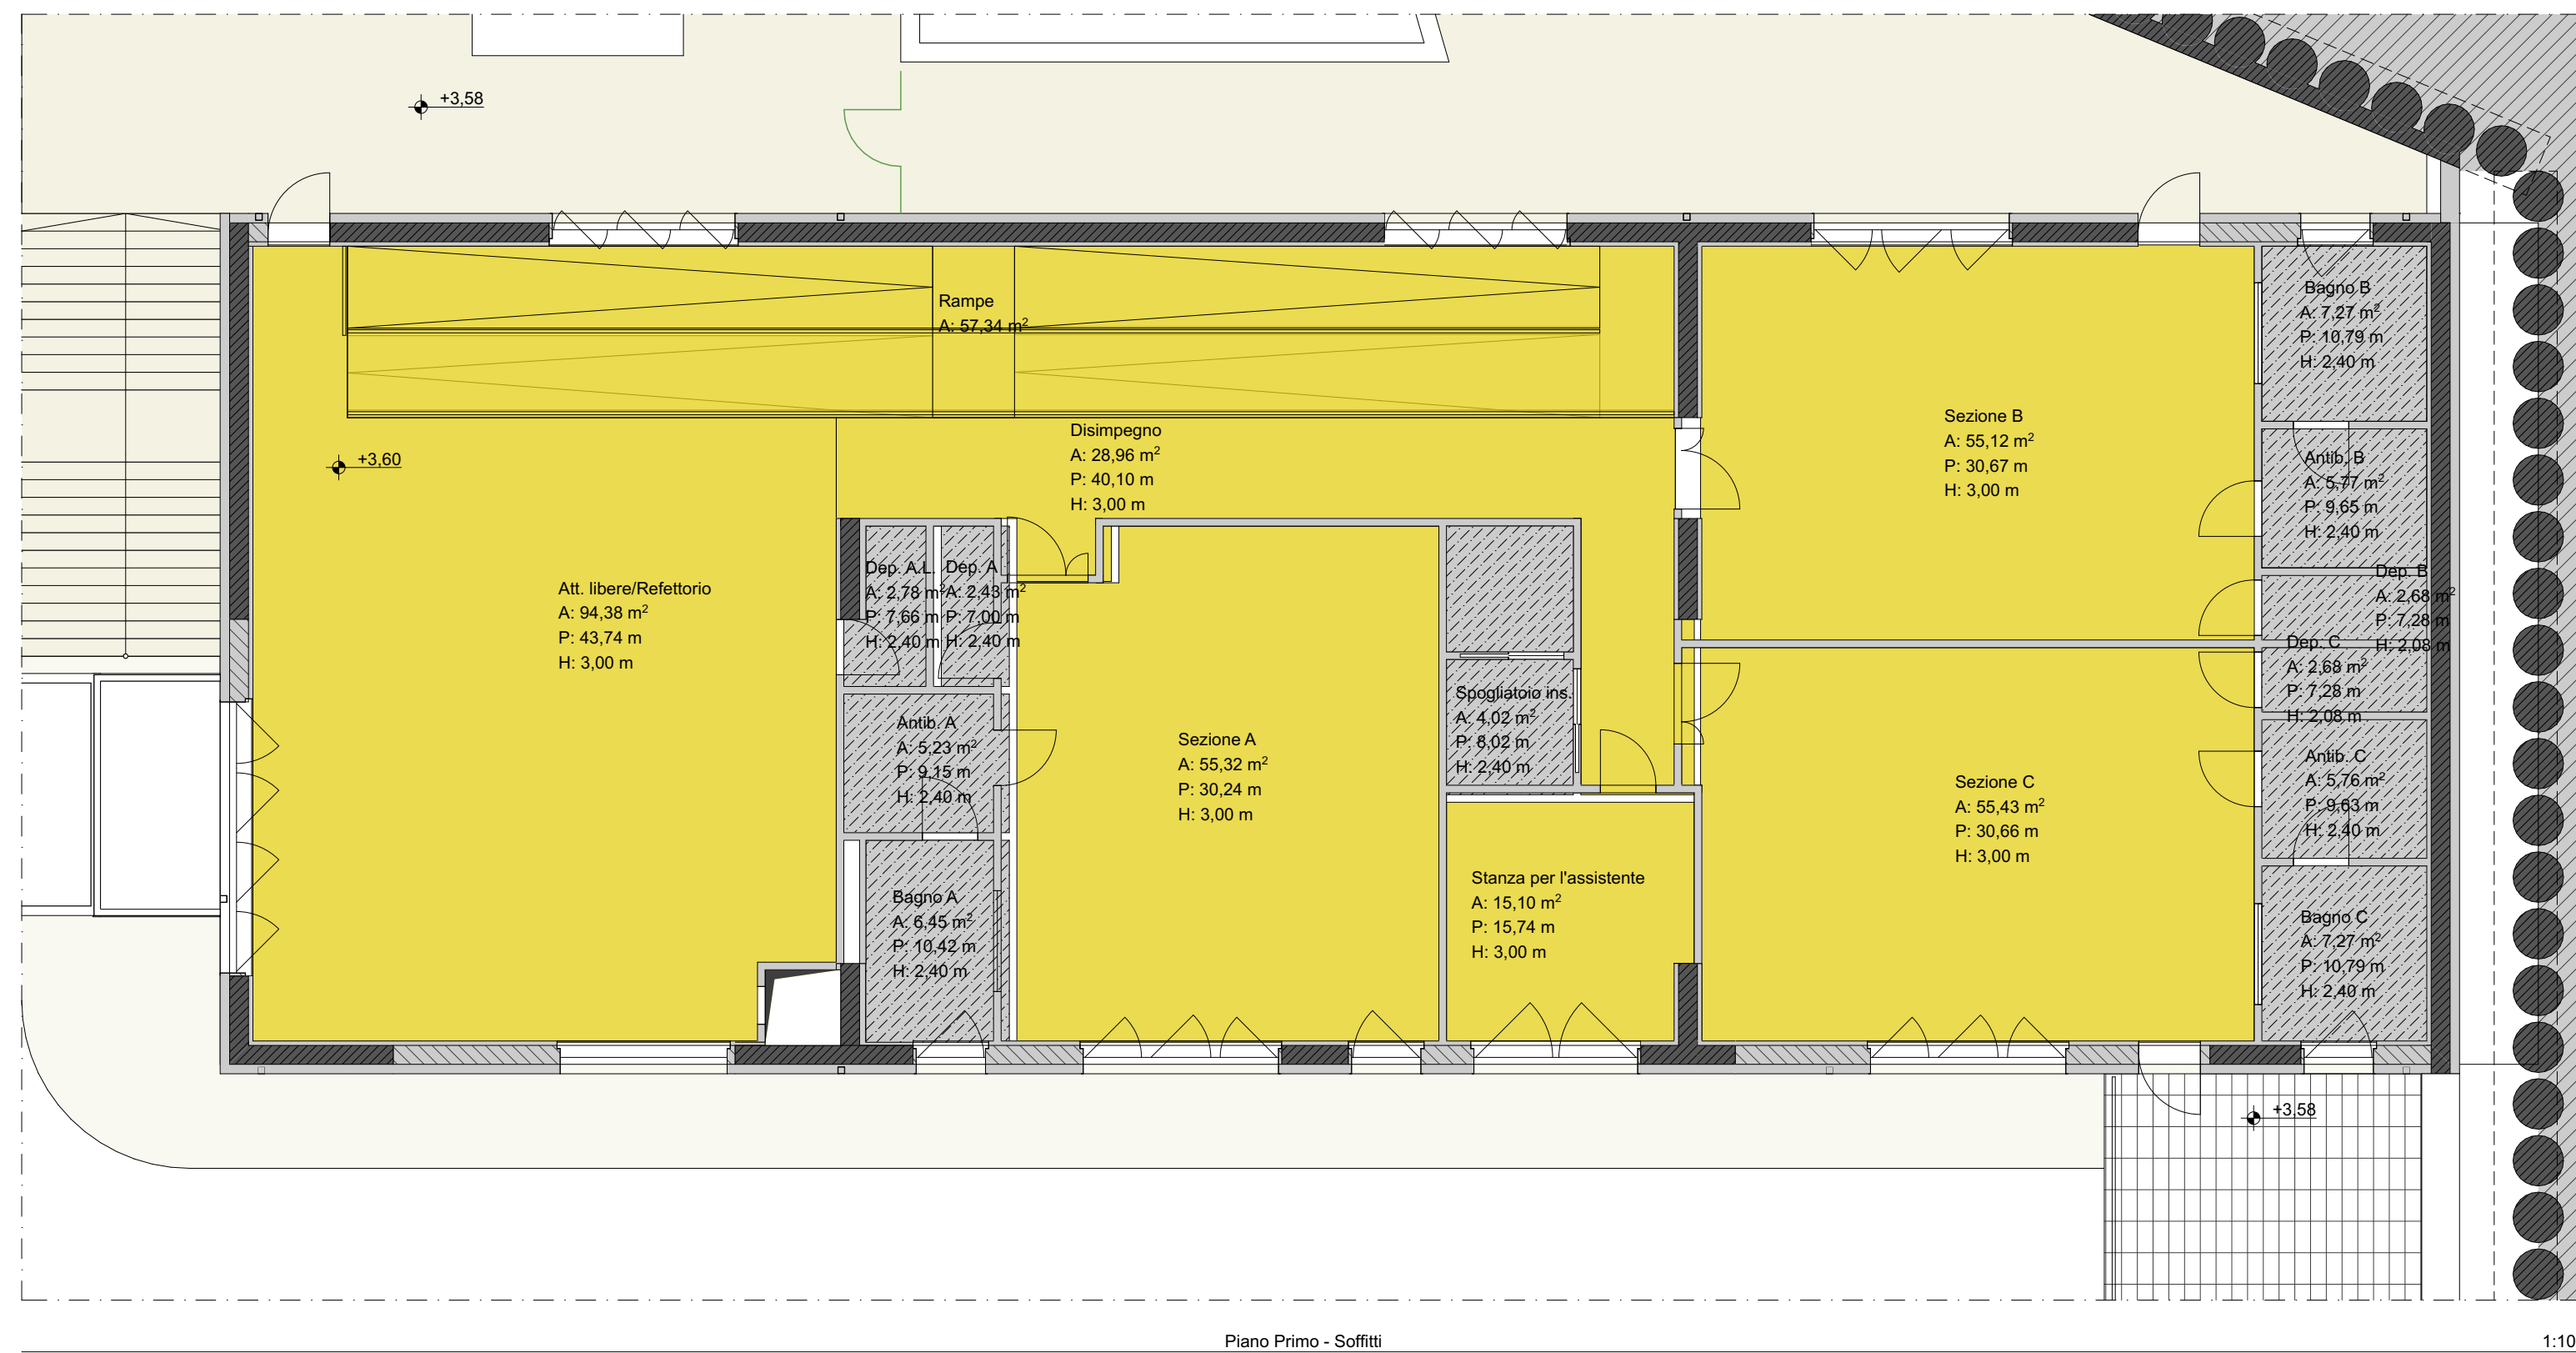 +3,58
Rampe
A: 57,34 m²
Bagno B
A: 7,27 m²
P: 10,79 m
H: 2,40 m
Disimpegno
A: 28,96 m²
P: 40,10 m
H: 3,00 m
Sezione B
A: 55,12 m²
P: 30,67 m
H: 3,00 m
+3,60
Antib. B
A: 5,77 m²
P: 9,65 m
H: 2,40 m
Att. libere/Refettorio
A: 94,38 m²
P: 43,74 m
H: 3,00 m
Dep. A.L.
A: 2,78 m²
P: 7,66 m
H: 2,40 m
Dep. A
A: 2,43 m²
P: 7,00 m
H: 2,40 m
Dep. B
A: 2,68 m²
P: 7,28 m
H: 2,08 m
Dep. C
A: 2,68 m²
P: 7,28 m
H: 2,08 m
Antib. A
A: 5,23 m²
P: 9,15 m
H: 2,40 m
Sezione A
A: 55,32 m²
P: 30,24 m
H: 3,00 m
Spogliatoio ins.
A: 4,02 m²
P: 8,02 m
H: 2,40 m
Sezione C
A: 55,43 m²
P: 30,66 m
H: 3,00 m
Antib. C
A: 5,76 m²
P: 9,63 m
H: 2,40 m
Bagno A
A: 6,45 m²
P: 10,42 m
H: 2,40 m
Stanza per l'assistente
A: 15,10 m²
P: 15,74 m
H: 3,00 m
Bagno C
A: 7,27 m²
P: 10,79 m
H: 2,40 m
+3,58
Piano Primo - Soffitti
1:10